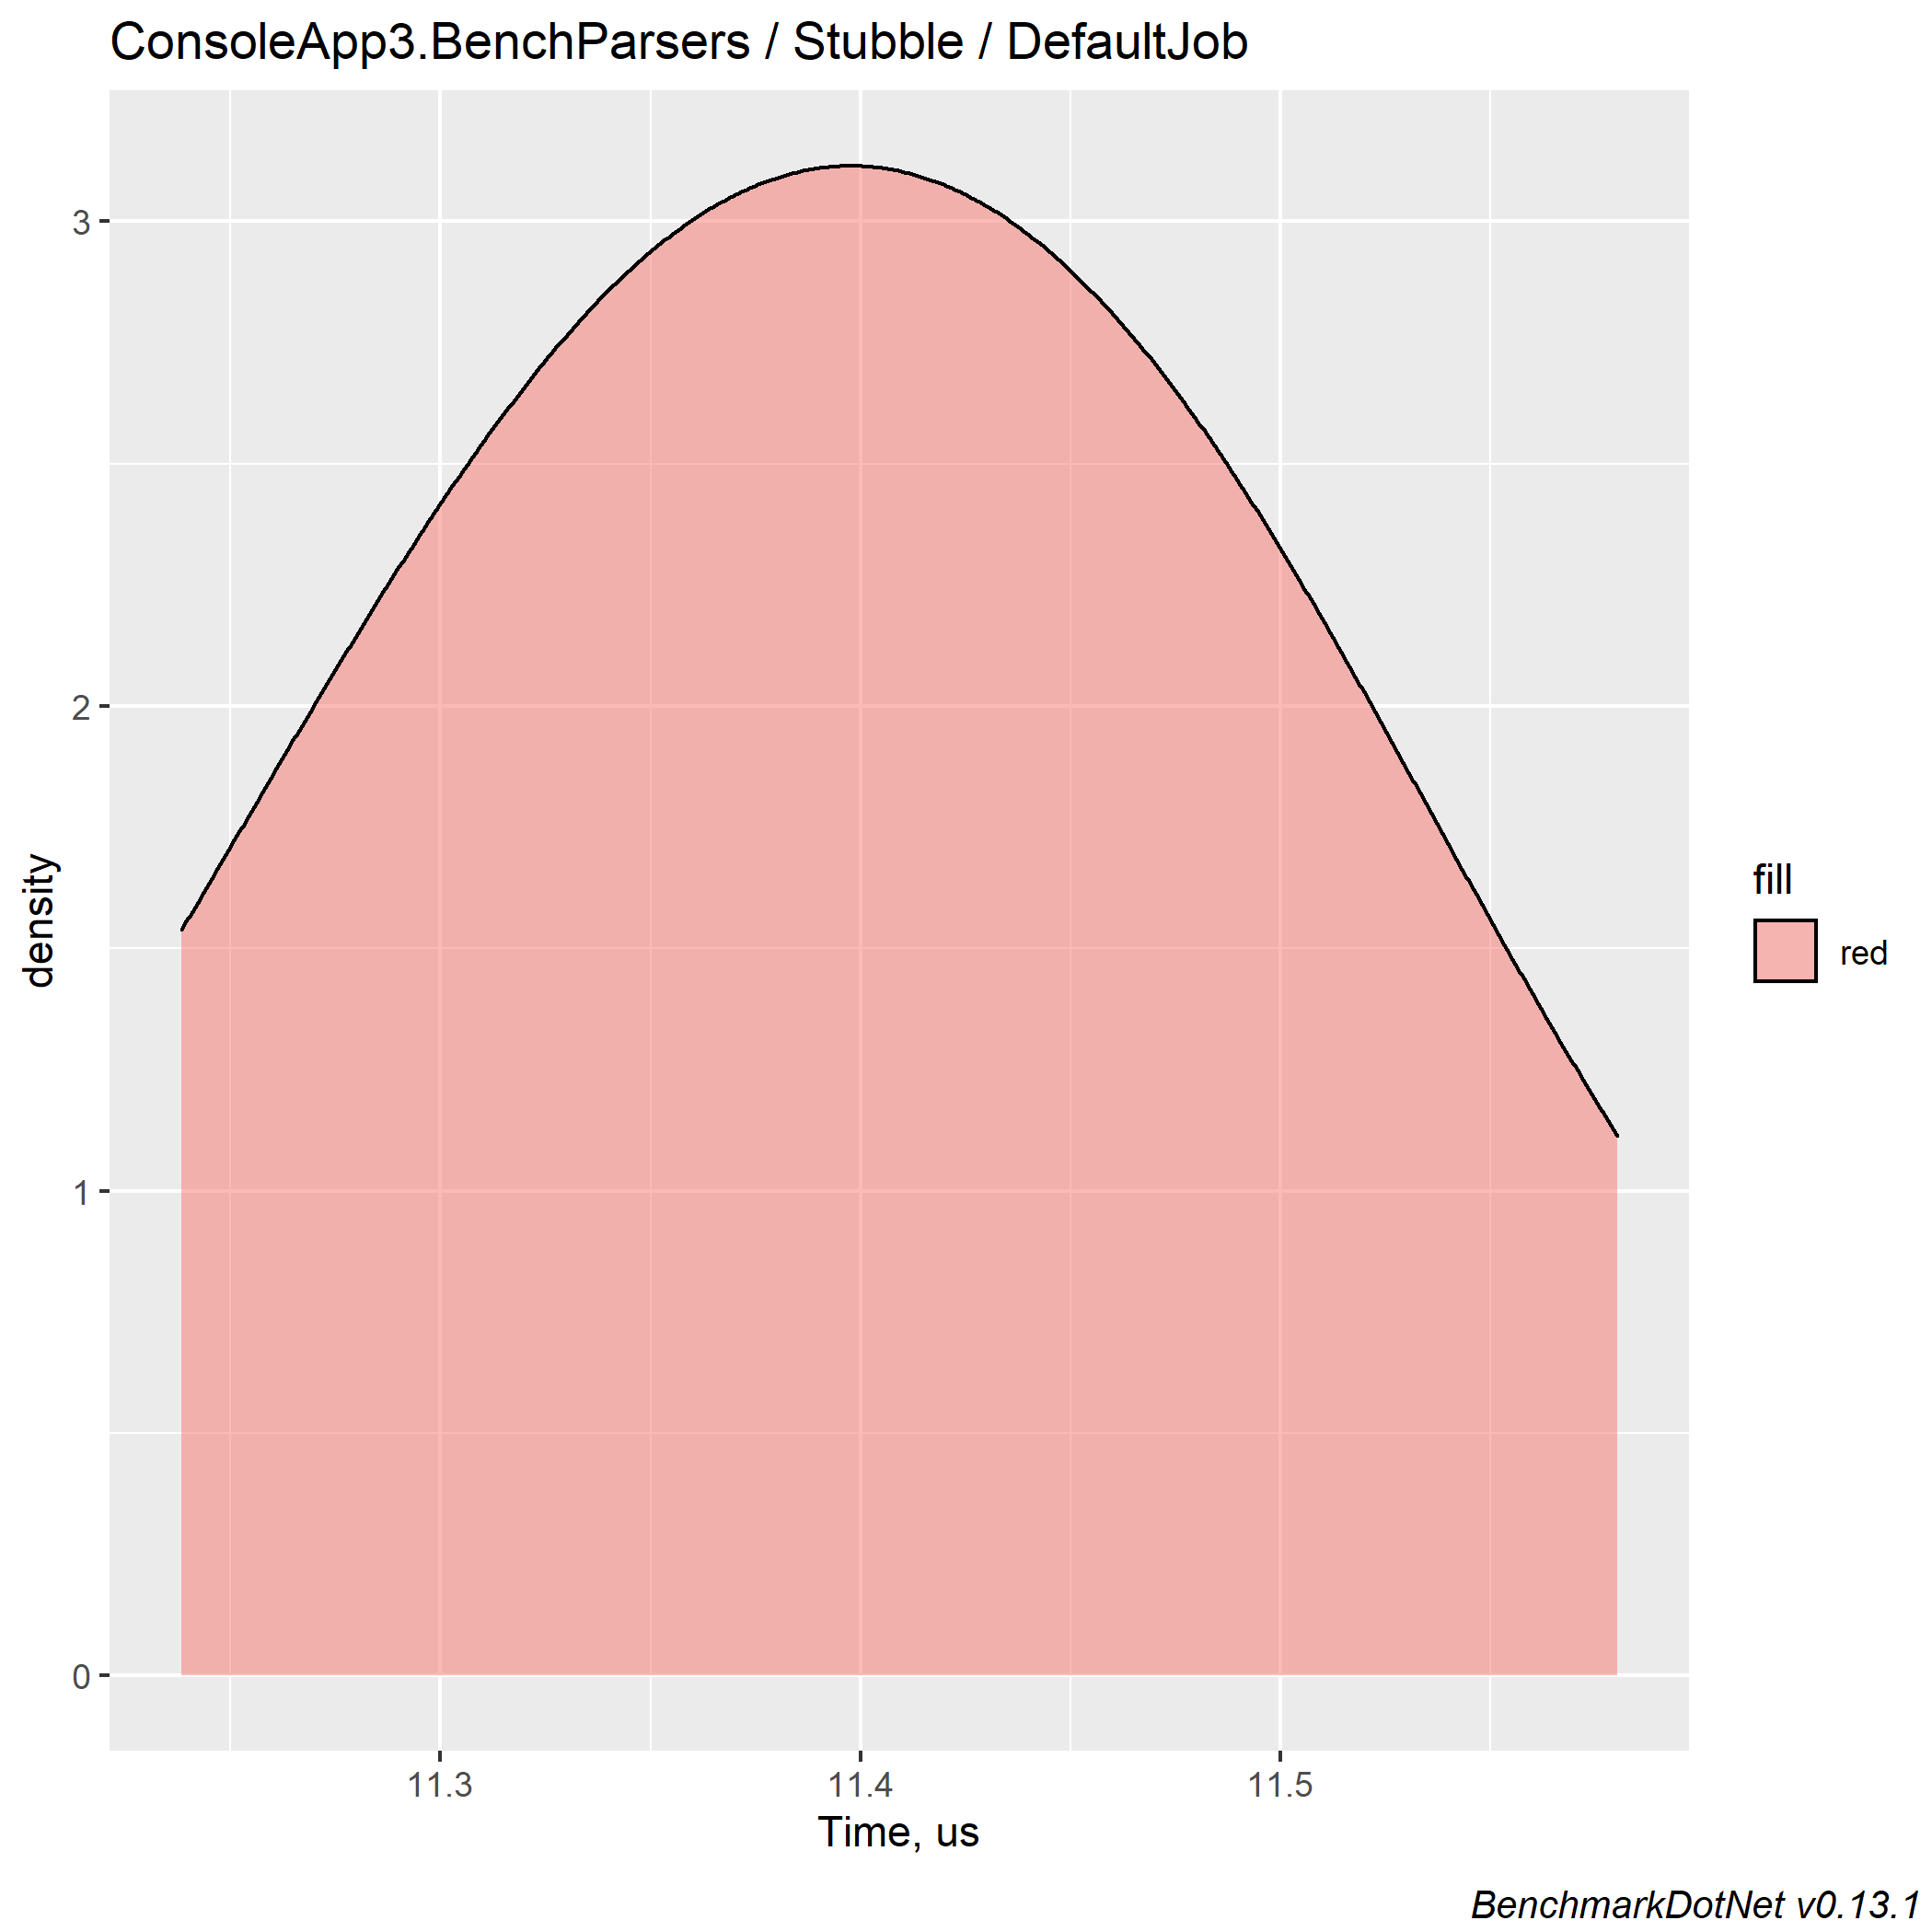 ConsoleApp3.BenchParsers / Stubble / DefaultJob
density
3
2
1
0
11.3 11.4 11.5
Time, us
fill
red
BenchmarkDotNet v0.13.1